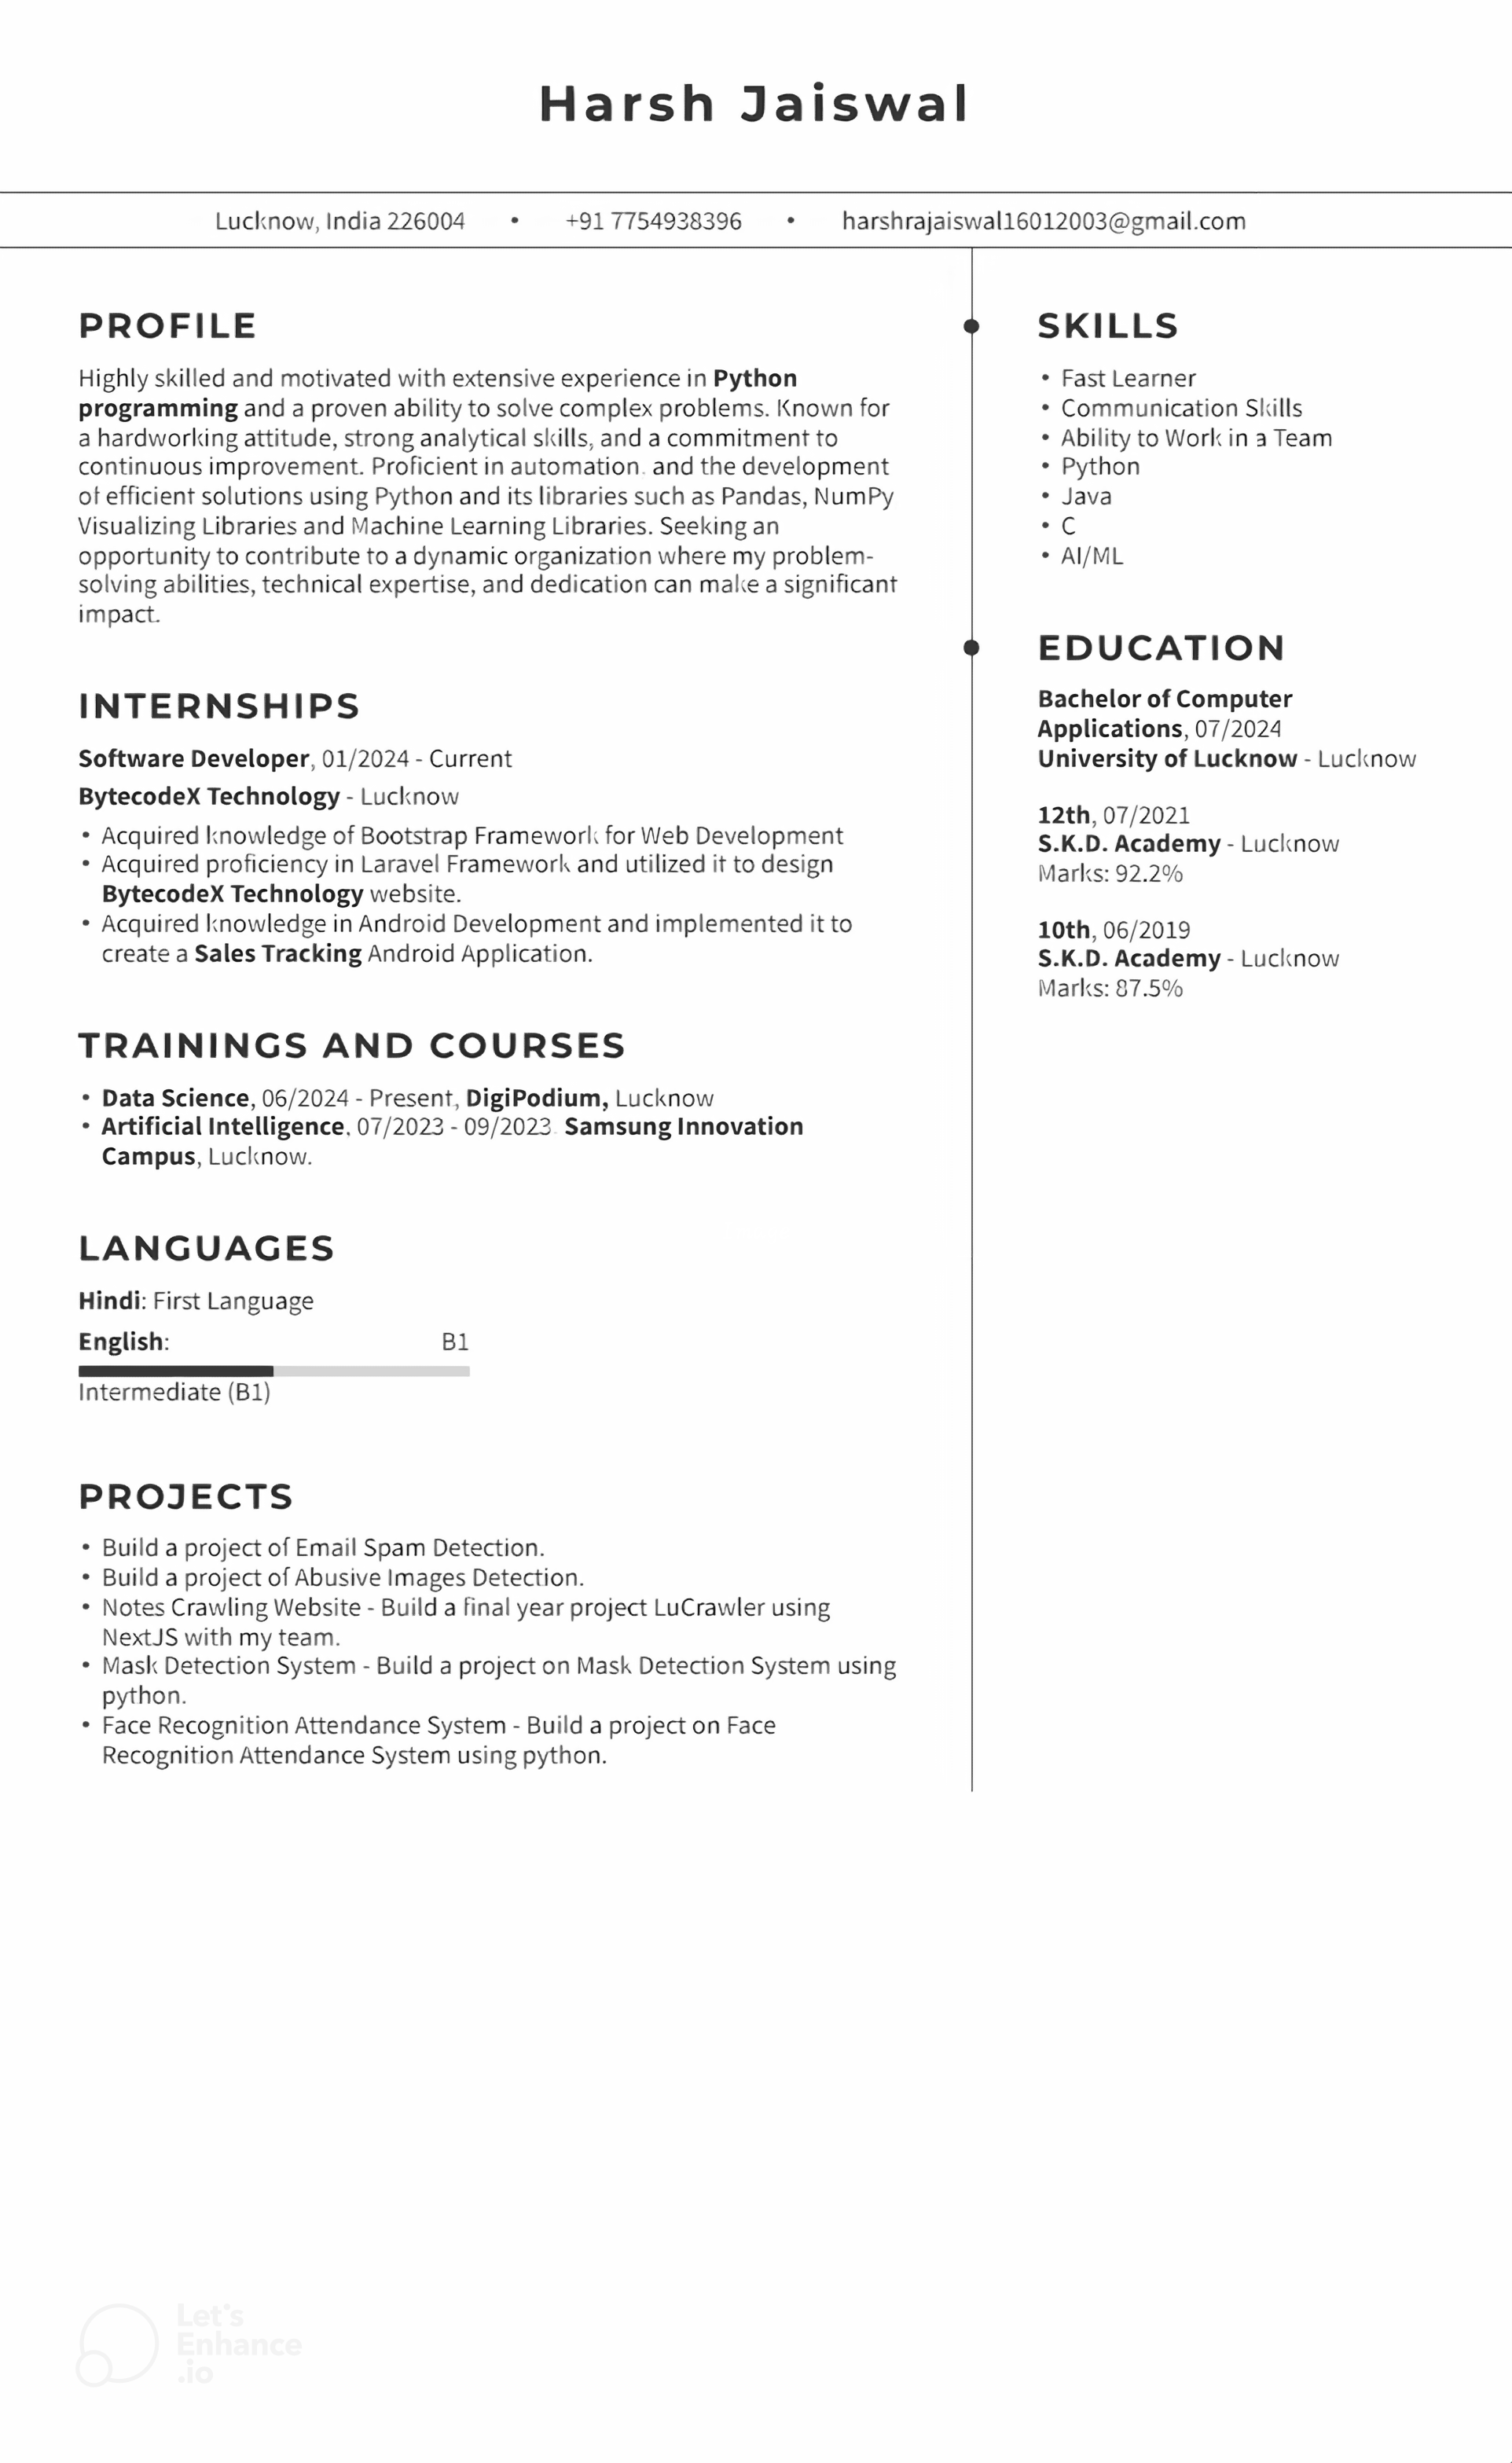 Harsh Jaiswal
Lucknow, India 226004 • +91 7754938396 • harshrajaiswal16012003@gmail.com
PROFILE
Highly skilled and motivated with extensive experience in Python
programming and a proven ability to solve complex problems. Known for
a hardworking attitude, strong analytical skills, and a commitment to
continuous improvement. Proficient in automation. and the development
of efficient solutions using Python and its libraries such as Pandas, NumPy
Visualizing Libraries and Machine Learning Libraries. Seeking an
opportunity to contribute to a dynamic organization where my problem-
solving abilities, technical expertise, and dedication can make a significant
impact.
INTERNSHIPS
Software Developer, 01/2024 - Current
BytecodeX Technology - Lucknow
• Acquired knowledge of Bootstrap Framework for Web Development
• Acquired proficiency in Laravel Framework and utilized it to design
BytecodeX Technology website.
• Acquired knowledge in Android Development and implemented it to
create a Sales Tracking Android Application.
TRAININGS AND COURSES
• Data Science, 06/2024 - Present, DigiPodium, Lucknow
• Artificial Intelligence. 07/2023 - 09/2023. Samsung Innovation
Campus, Lucknow.
LANGUAGES
Hindi: First Language
English: B1
Intermediate (B1)
PROJECTS
• Build a project of Email Spam Detection.
• Build a project of Abusive Images Detection.
• Notes Crawling Website - Build a final year project LuCrawler using
NextJS with my team.
• Mask Detection System - Build a project on Mask Detection System using
python.
• Face Recognition Attendance System - Build a project on Face
Recognition Attendance System using python.
SKILLS
• Fast Learner
• Communication Skills
• Ability to Work in a Team
• Python
• Java
• C
• AI/ML
EDUCATION
Bachelor of Computer
Applications, 07/2024
University of Lucknow - Lucknow
12th, 07/2021
S.K.D. Academy - Lucknow
Marks: 92.2%
10th, 06/2019
S.K.D. Academy - Lucknow
Marks: 87.5%
Let's
Enhance
.io